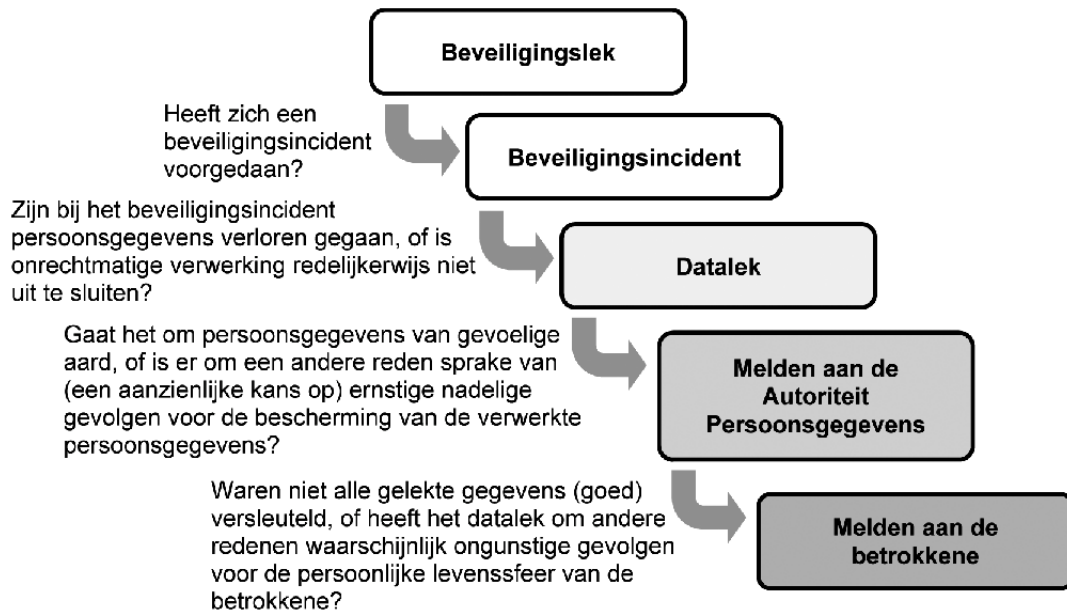 Beveiligingslek
Heeft zich een
beveiligingsincident
voorgedaan?
Beveiligingsincident
Zijn bij het beveiligingsincident
persoonsgegevens verloren gegaan, of is
onrechtmatige verwerking redelijkerwijs niet
uit te sluiten?
Datalek
Gaat het om persoonsgegevens van gevoelige
aard, of is er om een andere reden sprake van
(een aanzienlijke kans op) ernstige nadelige
gevolgen voor de bescherming van de verwerkte
persoonsgegevens?
Melden aan de
Autoriteit
Persoonsgegevens
Waren niet alle gelekte gegevens (goed)
versleuteld, of heeft het datalek om andere
redenen waarschijnlijk ongunstige gevolgen
voor de persoonlijke levenssfeer van de
betrokkene?
Melden aan de
betrokkene